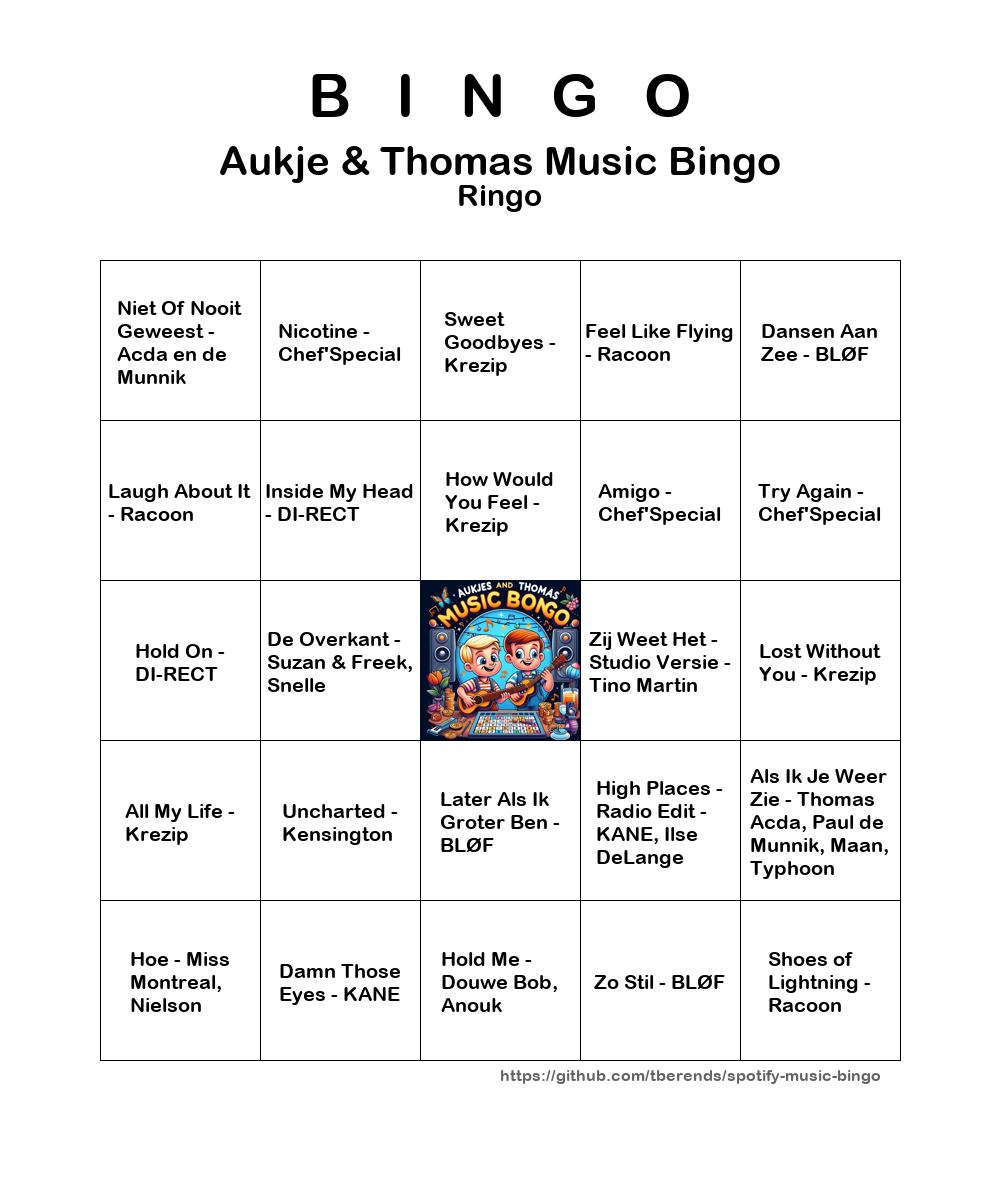 B I N G O
Aukje & Thomas Music Bingo
Ringo
Niet Of Nooit
Geweest -
Acda en de
Munnik
Nicotine -
Chef'Special
Sweet
Goodbyes -
Krezip
Feel Like Flying
- Racoon
Dansen Aan
Zee - BLØF
Laugh About It
- Racoon
Inside My Head
- DI-RECT
How Would
You Feel -
Krezip
Amigo -
Chef'Special
Try Again -
Chef'Special
Hold On -
DI-RECT
De Overkant -
Suzan & Freek,
Snelle
AUKJES AND THOMAS
MUSIC BONGO
Zij Weet Het -
Studio Versie -
Tino Martin
Lost Without
You - Krezip
All My Life -
Krezip
Uncharted -
Kensington
Later Als Ik
Groter Ben -
BLØF
High Places -
Radio Edit -
KANE, Ilse
DeLange
Als Ik Je Weer
Zie - Thomas
Acda, Paul de
Munnik, Maan,
Typhoon
Hoe - Miss
Montreal,
Nielson
Damn Those
Eyes - KANE
Hold Me -
Douwe Bob,
Anouk
Zo Stil - BLØF
Shoes of
Lightning -
Racoon
https://github.com/tberends/spotify-music-bingo